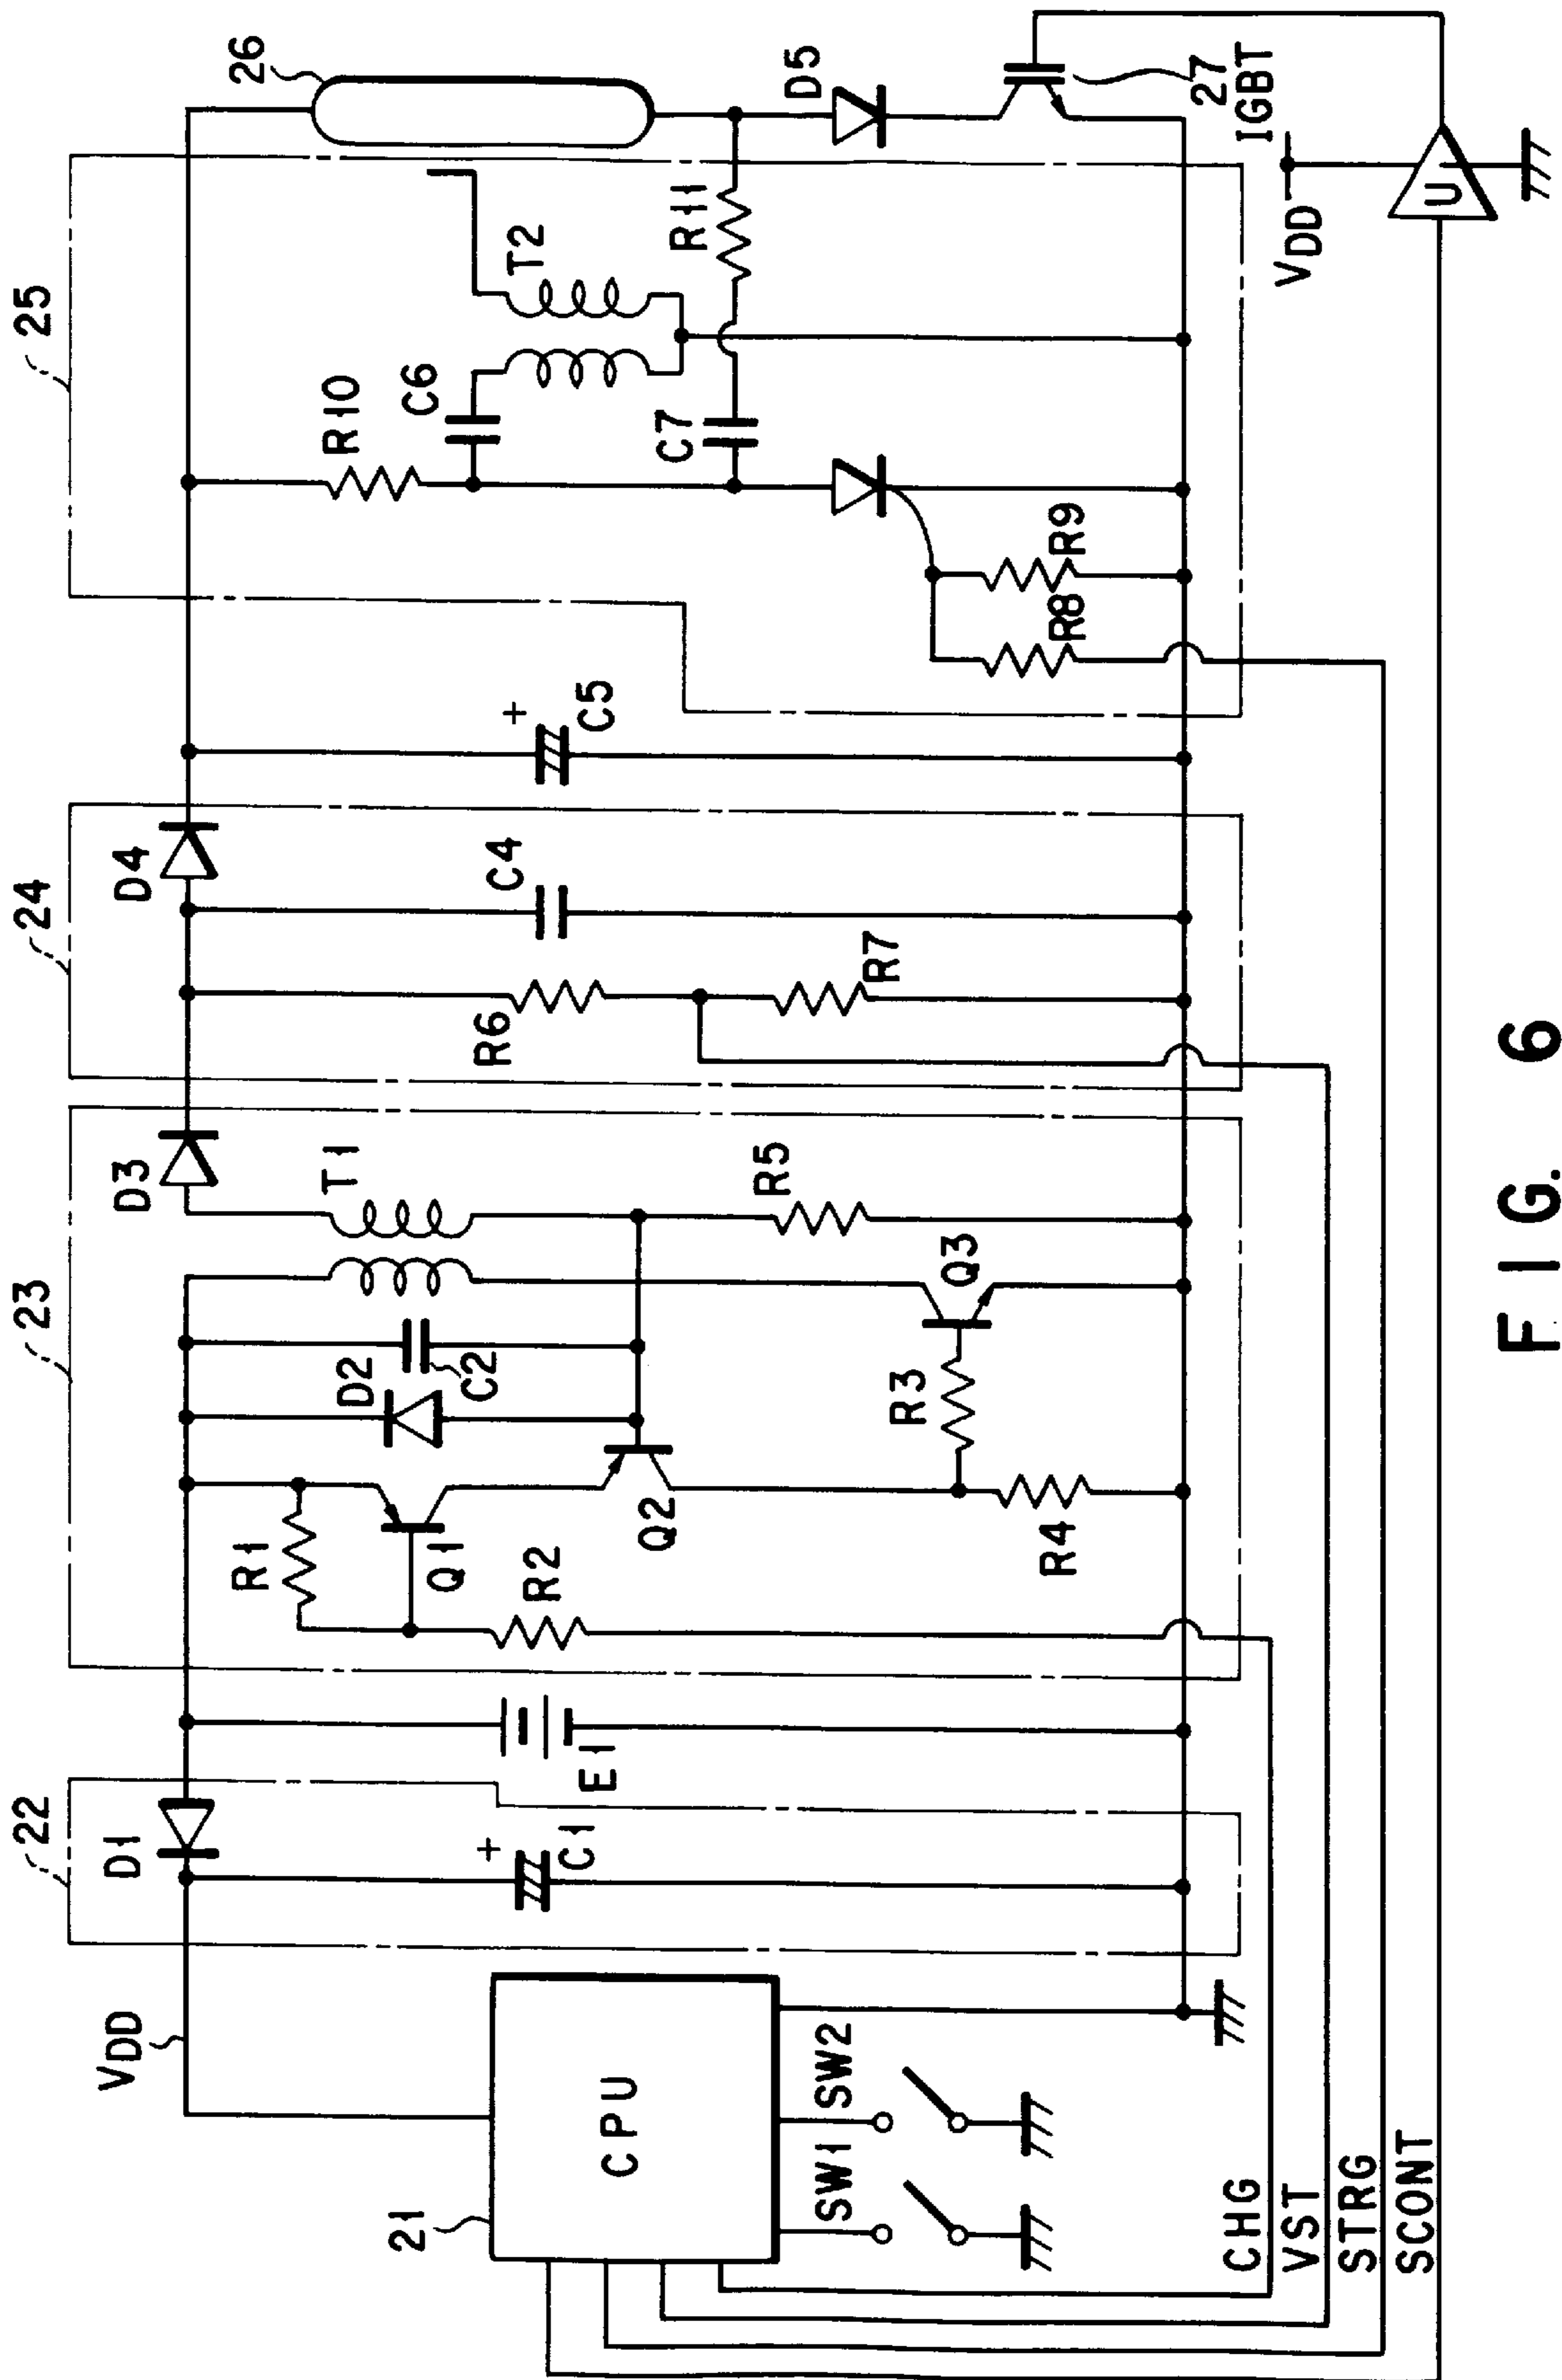 22
23
24
25
26
VDD
D1
D3
D4
T1
R1
D2
C2
Q1
E1
C1
R2
Q2
R6
C4
C5
+
+
R10
C6
T2
C7
R11
D5
27
IGBT
21
CPU
R3
Q3
R5
R4
R7
R8
R9
SW1
SW2
VDD
U
CHG
VST
STRG
SCONT
FIG. 6